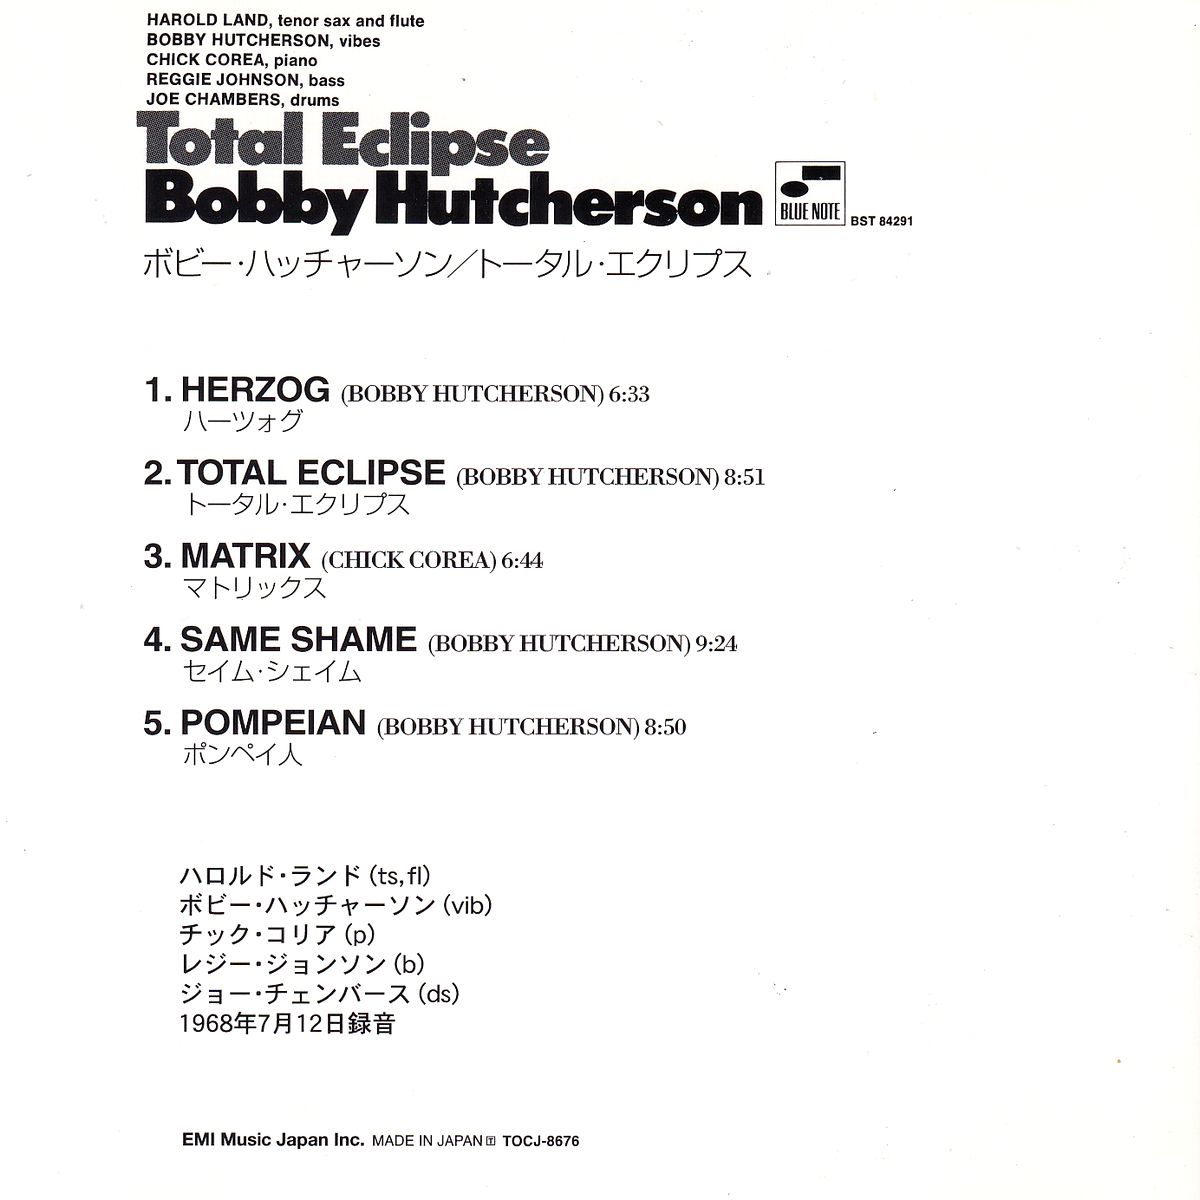 HAROLD LAND, tenor sax and flute
BOBBY HUTCHERSON, vibes
CHICK COREA, piano
REGGIE JOHNSON, bass
JOE CHAMBERS, drums
Total Eclipse
Bobby Hutcherson
BLUE NOTE BST 84291
ボビー・ハッチャーソン／トータル・エクリプス
1. HERZOG (BOBBY HUTCHERSON) 6:33
ハーツォグ
2. TOTAL ECLIPSE (BOBBY HUTCHERSON) 8:51
トータル・エクリプス
3. MATRIX (CHICK COREA) 6:44
マトリックス
4. SAME SHAME (BOBBY HUTCHERSON) 9:24
セイム・シェイム
5. POMPEIAN (BOBBY HUTCHERSON) 8:50
ポンペイ人
ハロルド・ランド (ts,fl)
ボビー・ハッチャーソン (vib)
チック・コリア (p)
レジー・ジョンソン (b)
ジョー・チェンバース (ds)
1968年7月12日録音
EMI Music Japan Inc. MADE IN JAPAN 🅃 TOCJ-8676